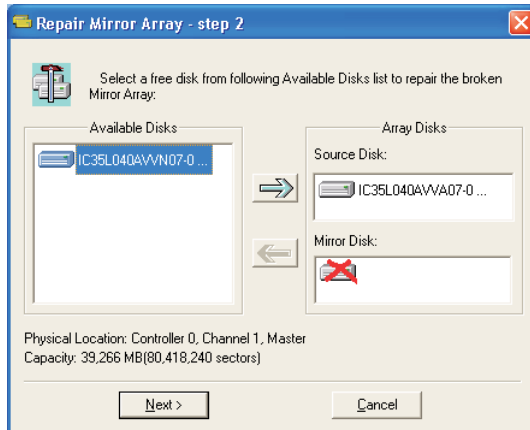 Repair Mirror Array - step 2
Select a free disk from following Available Disks list to repair the broken
Mirror Array:
Available Disks
IC35L040AVVN07-0 ...
Array Disks
Source Disk:
IC35L040AVVA07-0 ...
Mirror Disk:
Physical Location: Controller 0, Channel 1, Master
Capacity: 39,266 MB(80,418,240 sectors)
Next >
Cancel